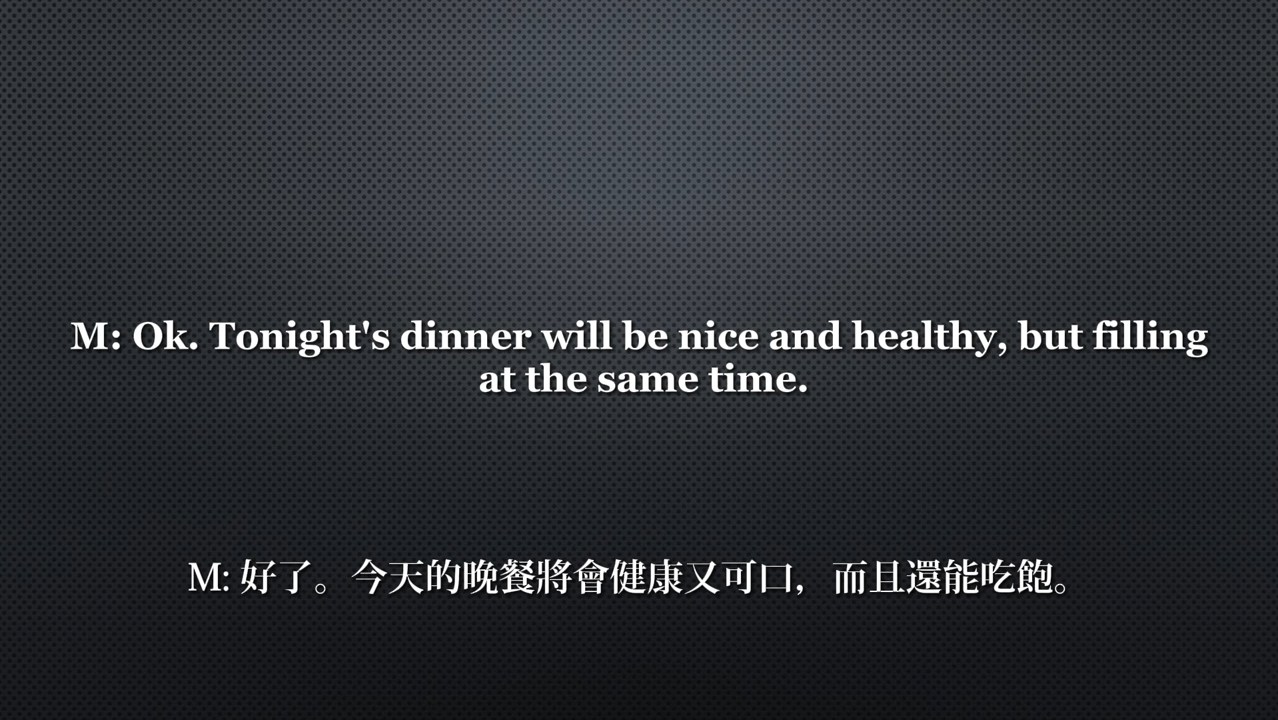 M: Ok. Tonight's dinner will be nice and healthy, but filling
at the same time.
M: 好了。今天的晚餐將會健康又可口，而且還能吃飽。